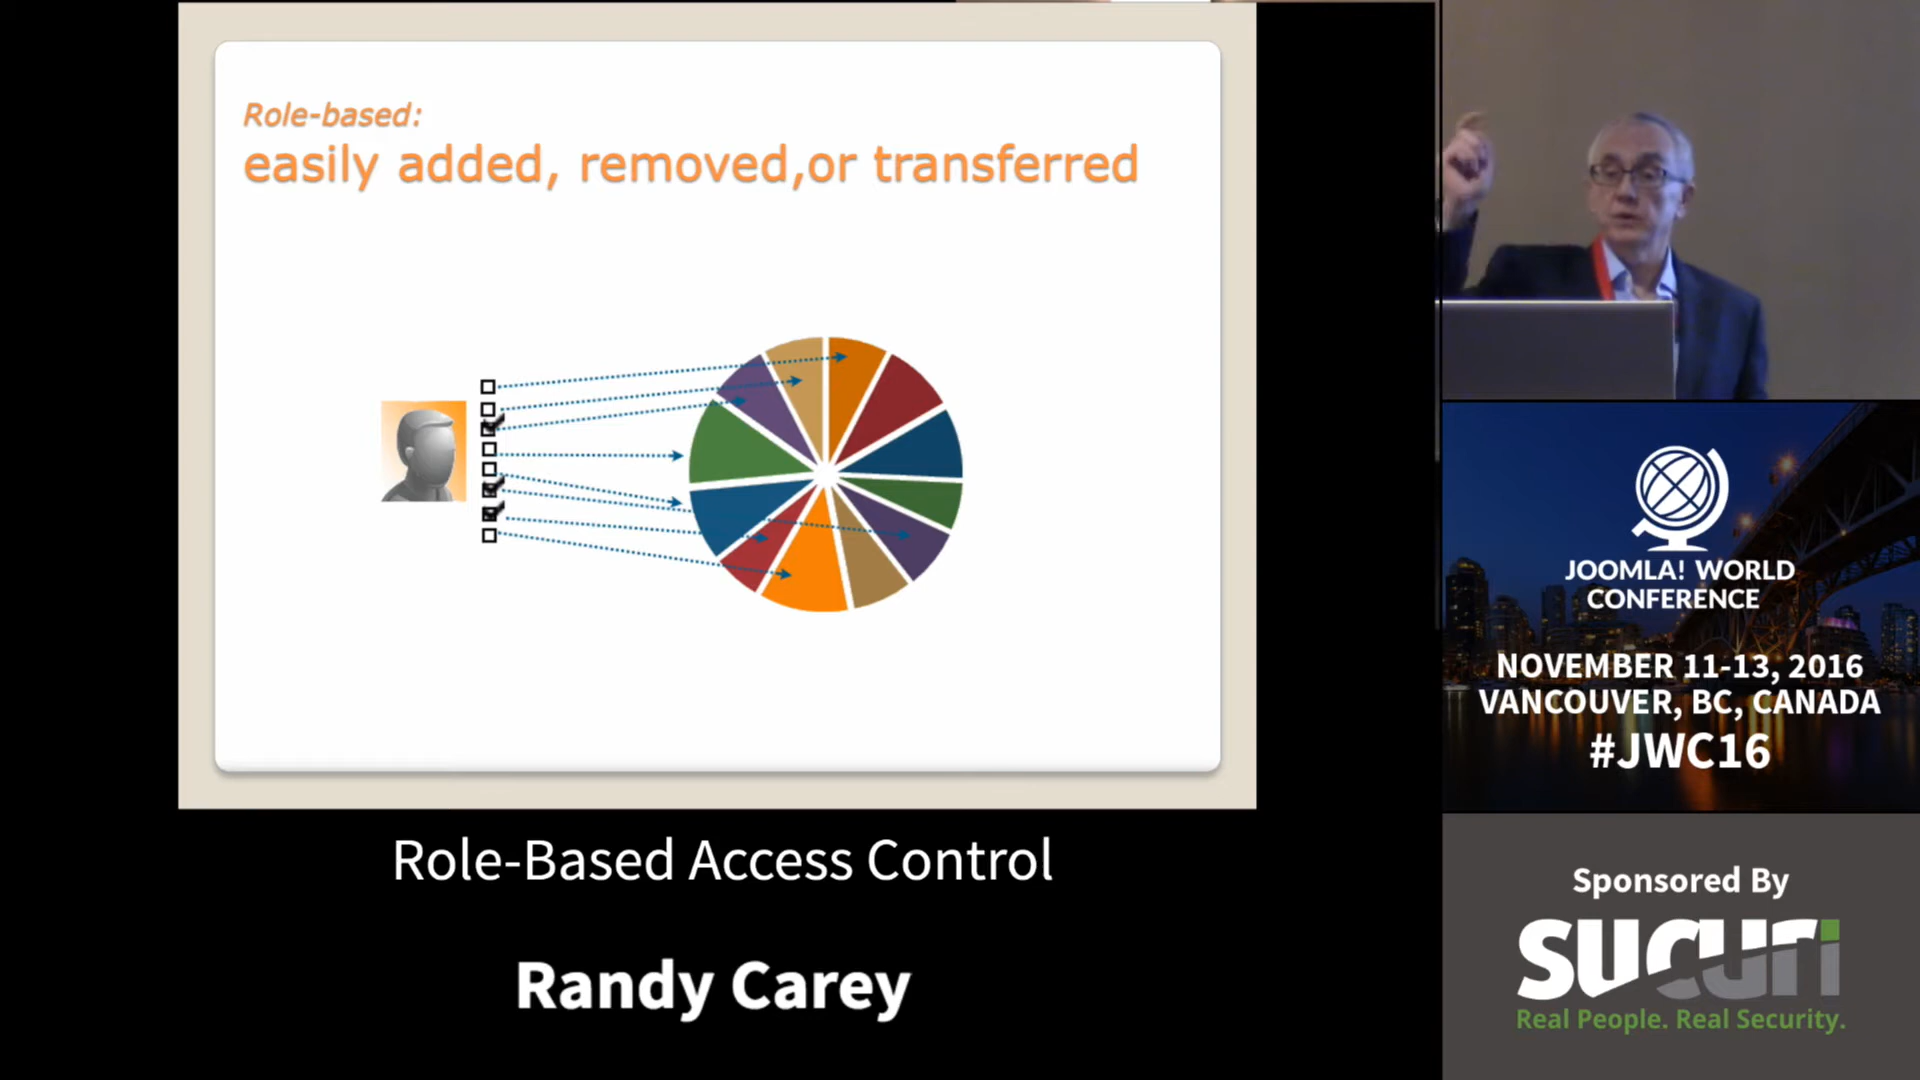 Role-based:
easily added, removed,or transferred
Role-Based Access Control
Randy Carey
JOOMLA! WORLD
CONFERENCE
NOVEMBER 11-13, 2016
VANCOUVER, BC, CANADA
#JWC16
Sponsored By
SUCURi
Real People. Real Security.